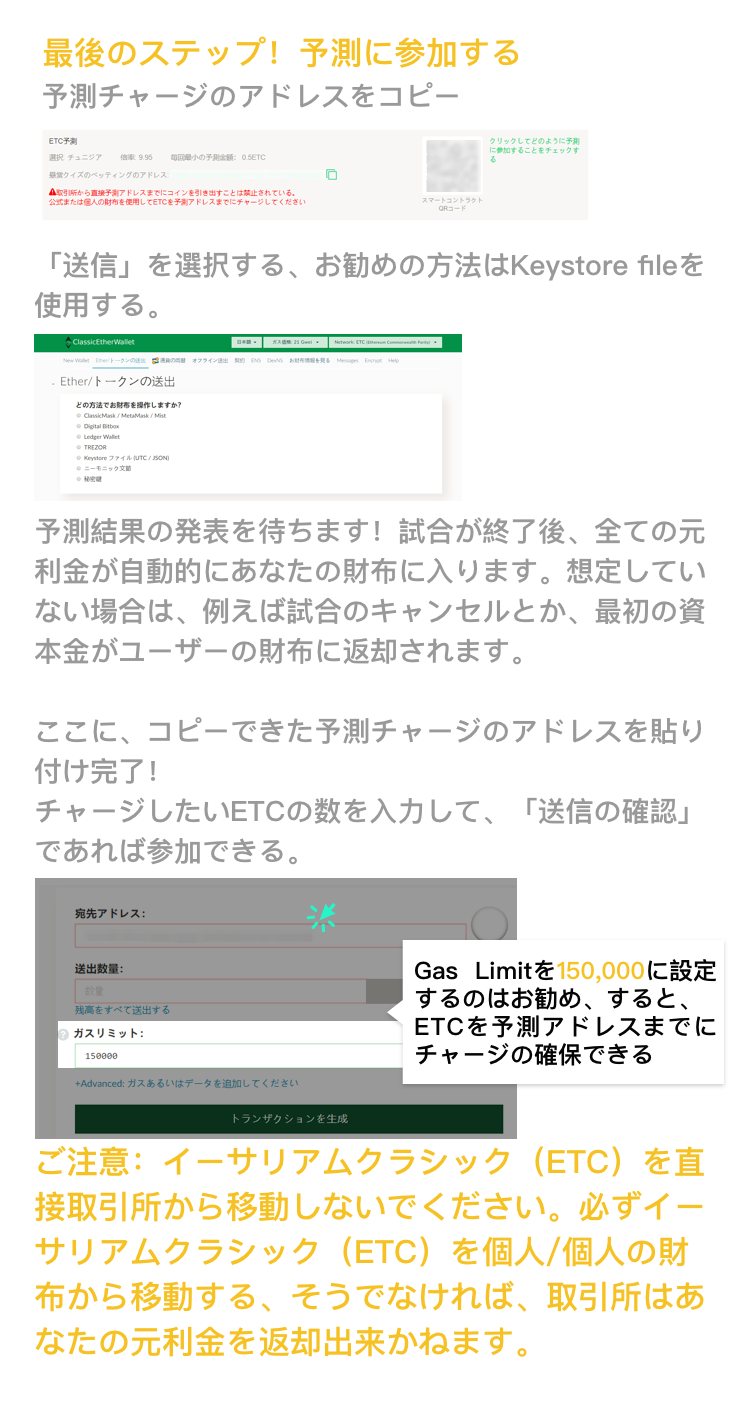 最後のステップ！予測に参加する
予測チャージのアドレスをコピー
ETC予測
選択: チュニジア 倍率: 9.95 毎回最小の予測金額： 0.5ETC
懸賞クイズのベッティングのアドレス:
取引所から直接予測アドレスまでにコインを引き出すことは禁止されている。
公式または個人の財布を使用してETCを予測アドレスまでにチャージしてください
スマートコントラクト
QRコード
クリックしてどのように予測
に参加することをチェックす
る
「送信」を選択する、お勧めの方法はKeystore fileを
使用する。
ClassicEtherWallet
日本語 ガス価格: 21 Gwei Network: ETC (Ethereum Commonwealth Parity)
New Wallet Ether/トークンの送出 通貨の両替 オフライン送出 契約 ENS DexNS お財布情報を見る Messages Encrypt Help
Ether/トークンの送出
どの方法でお財布を操作しますか?
ClassicMask / MetaMask / Mist
Digital Bitbox
Ledger Wallet
TREZOR
Keystore ファイル (UTC / JSON)
ニーモニック文節
秘密鍵
予測結果の発表を待ちます！試合が終了後、全ての元
利金が自動的にあなたの財布に入ります。想定してい
ない場合は、例えば試合のキャンセルとか、最初の資
本金がユーザーの財布に返却されます。
ここに、コピーできた予測チャージのアドレスを貼り
付け完了！
チャージしたいETCの数を入力して、「送信の確認」
であれば参加できる。
宛先アドレス:
送出数量:
数量
残高をすべて送出する
ガスリミット:
150000
+Advanced: ガスあるいはデータを追加してください
トランザクションを生成
Gas Limitを150,000に設定
するのはお勧め、すると、
ETCを予測アドレスまでに
チャージの確保できる
ご注意：イーサリアムクラシック（ETC）を直
接取引所から移動しないでください。必ずイー
サリアムクラシック（ETC）を個人/個人の財
布から移動する、そうでなければ、取引所はあ
なたの元利金を返却出来かねます。